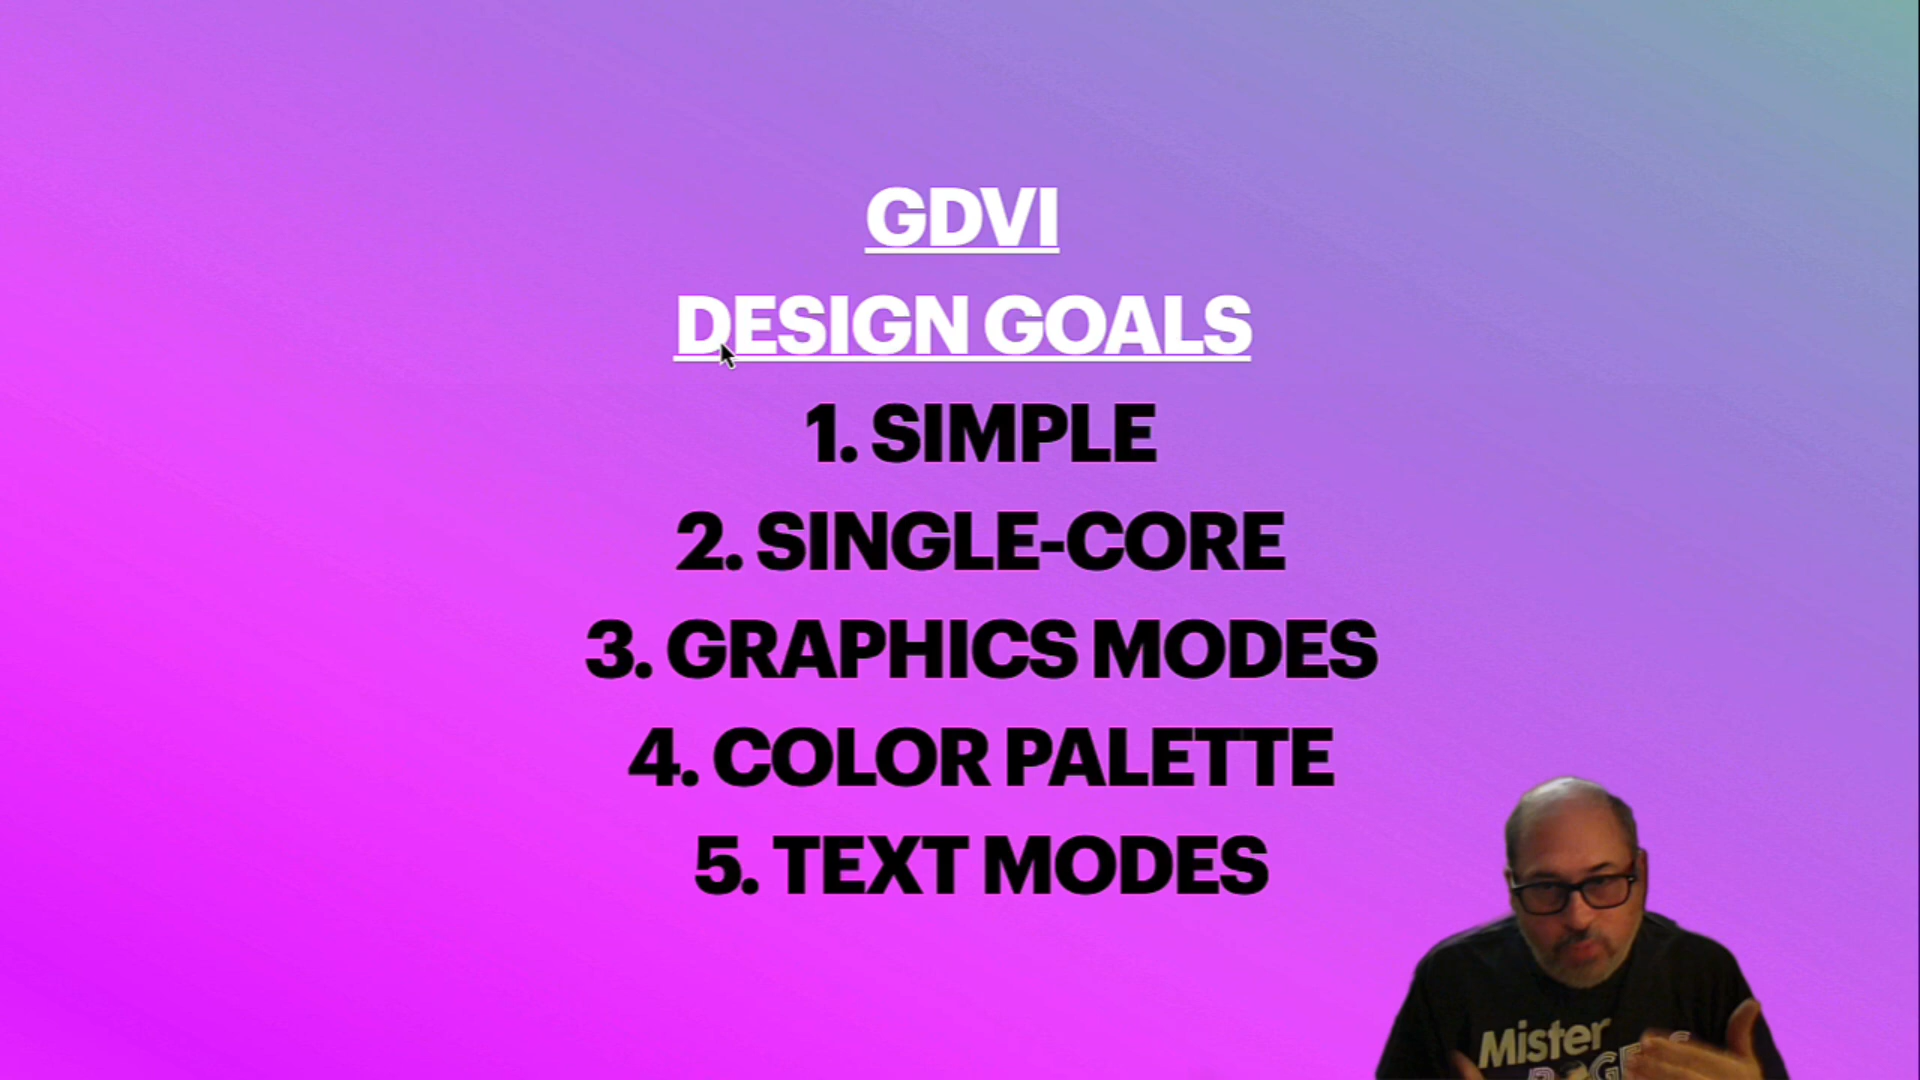 GDVI
DESIGN GOALS
1. SIMPLE
2. SINGLE-CORE
3. GRAPHICS MODES
4. COLOR PALETTE
5. TEXT MODES
Mister